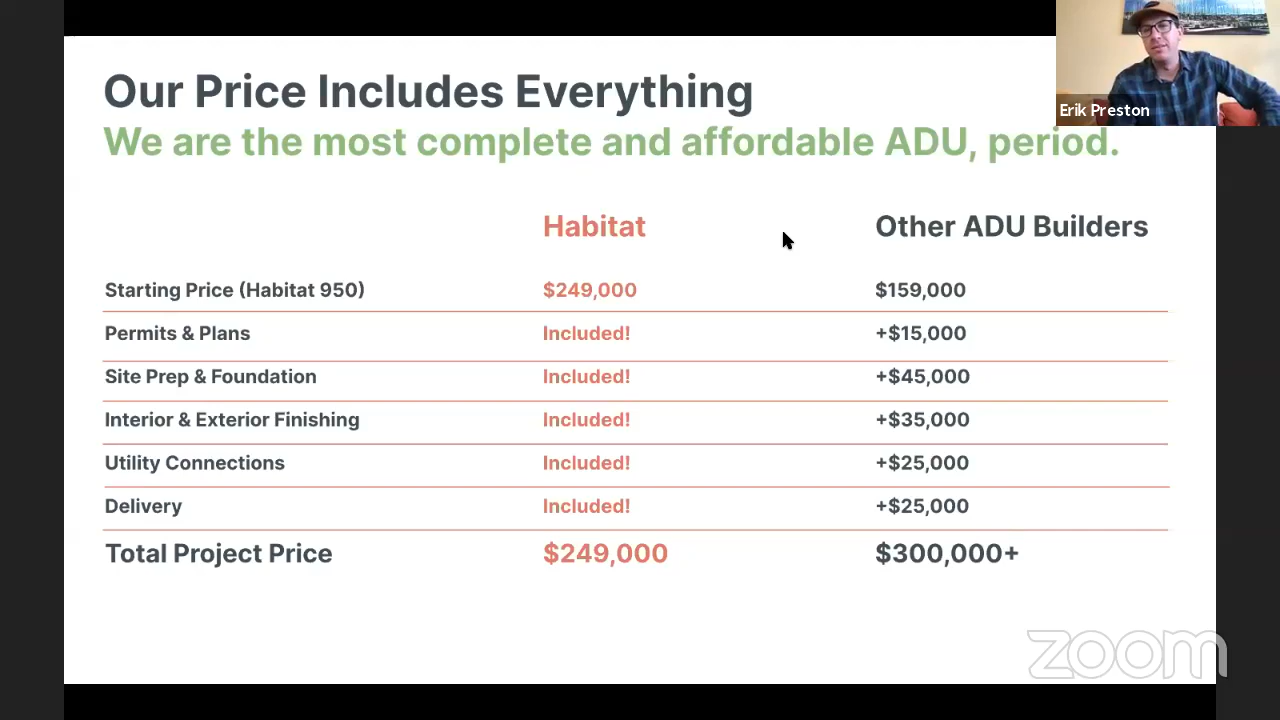 Our Price Includes Everything
We are the most complete and affordable ADU, period.
Erik Preston
Habitat Other ADU Builders
Starting Price (Habitat 950) $249,000 $159,000
Permits & Plans Included! +$15,000
Site Prep & Foundation Included! +$45,000
Interior & Exterior Finishing Included! +$35,000
Utility Connections Included! +$25,000
Delivery Included! +$25,000
Total Project Price $249,000 $300,000+
zoom